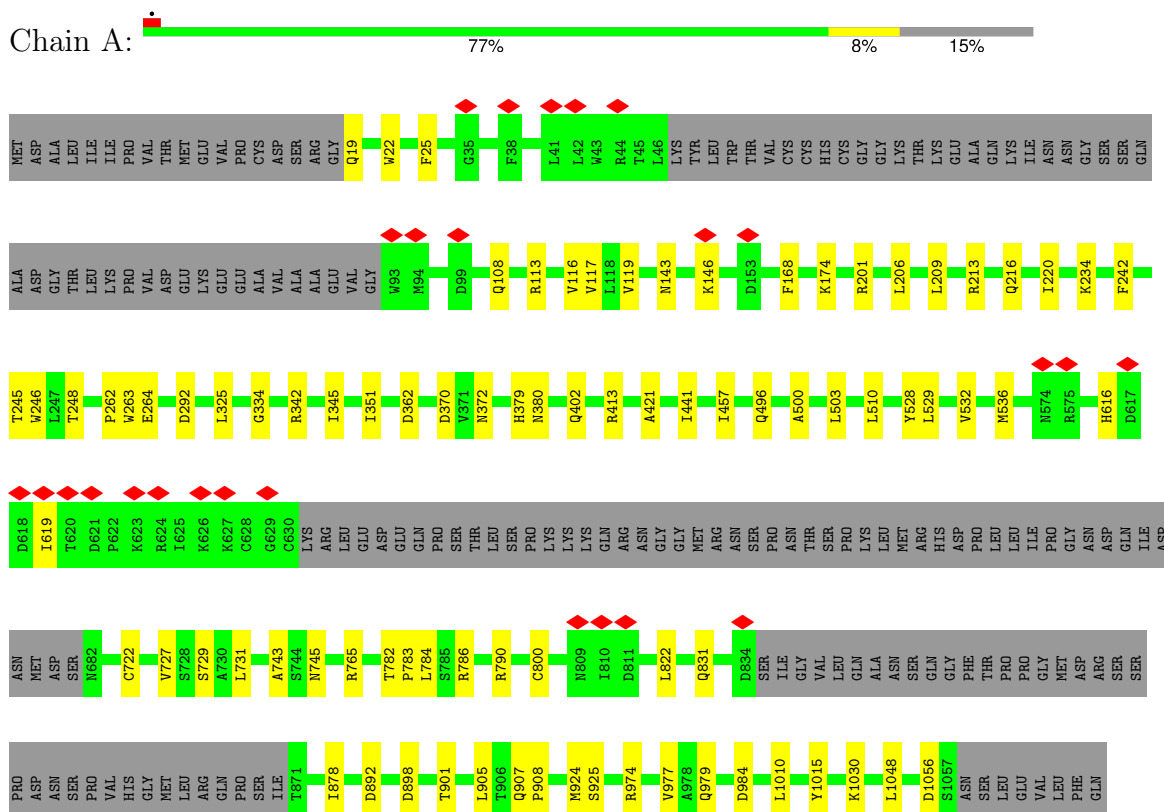 Chain A:
77% 8% 15%
MET ASP ALA LEU ILE ILE PRO VAL THR MET GLU VAL PRO CYS ASP SER ARG GLY Q19 W22 F25 G35 F38 L41 L42 W43 R44 T45 L46 LYS TYR LEU TRP THR VAL CYS CYS HIS CYS GLY GLY LYS THR LYS GLU ALA GLN LYS ILE ASN ASN GLY SER SER GLN
ALA ASP GLY THR LEU LYS PRO VAL ASP GLU LYS GLU GLU ALA VAL ALA ALA GLU VAL GLY W93 M94 D99 Q108 R113 V116 V117 L118 V119 N143 K146 D153 F168 K174 R201 L206 L209 R213 Q216 I220 K234 F242
T245 W246 L247 T248 P262 W263 E264 D292 L325 G334 R342 I345 I351 D362 D370 V371 N372 H379 N380 Q402 R413 A421 I441 I457 Q496 A500 L503 L510 Y528 L529 V532 M536 N574 R575 H616 D617
D618 I619 T620 D621 P622 K623 R624 I625 K626 K627 C628 G629 C630 LYS ARG LEU GLU ASP GLU GLN PRO SER THR LEU SER PRO LYS LYS LYS GLN ARG ASN GLY GLY MET ARG ASN SER PRO ASN THR SER PRO LYS LEU MET ARG HIS ASP PRO LEU LEU ILE PRO GLY ASN ASP GLN ILE ASP
ASN MET ASP SER N682 C722 V727 S728 S729 A730 L731 A743 S744 N745 R765 T782 P783 L784 S785 R786 R790 C800 N809 I810 D811 L822 Q831 D834 SER ILE GLY VAL LEU GLN ALA ASN SER GLN GLY PHE THR PRO PRO GLY MET ASP ARG SER SER
PRO ASP ASN SER PRO VAL HIS GLY MET LEU ARG GLN PRO SER ILE T871 I878 D892 D898 T901 L905 T906 Q907 P908 M924 S925 R974 V977 A978 Q979 D984 L1010 Y1015 K1030 L1048 D1056 S1057 ASN SER LEU GLU VAL LEU PHE GLN